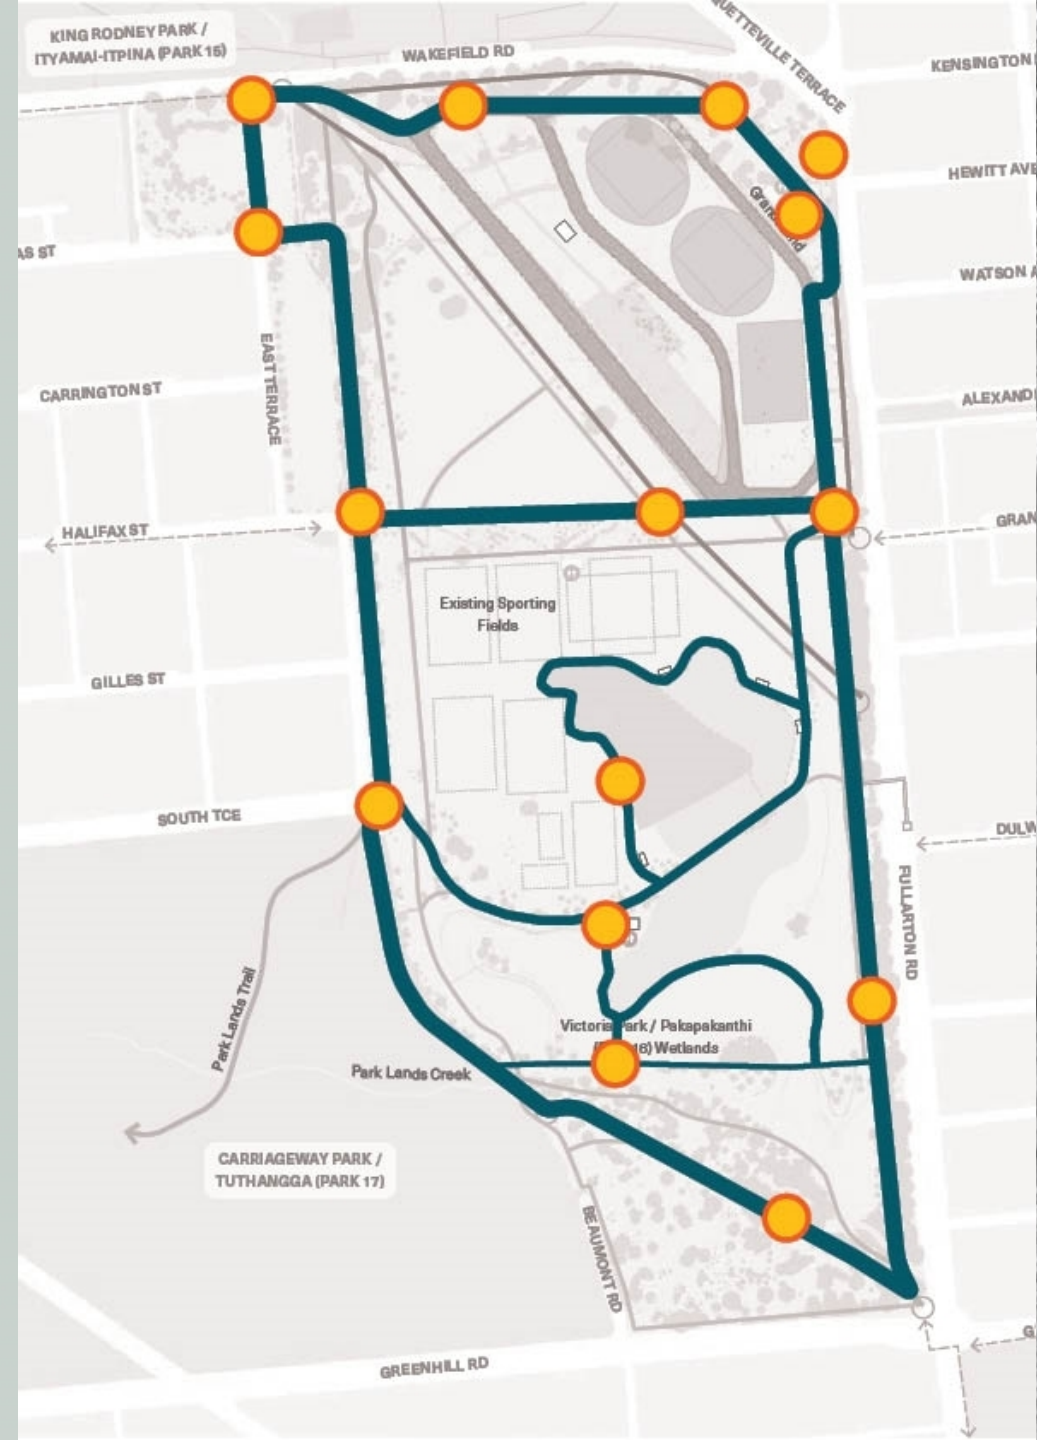 KING RODNEY PARK /
ITYAMAI-ITPINA (PARK 15)
WAKEFIELD RD
QUETTEVILLE TERRACE
KENSINGTON
HEWITT AVE
AS ST
WATSON A
EAST TERRACE
CARRINGTON ST
ALEXAND
HALIFAX ST
GRAN
Existing Sporting
Fields
GILLES ST
SOUTH TCE
DULW
FULLARTON RD
Park Lands Trail
Victoria Park / Pakapakanthi
16) Wetlands
Park Lands Creek
CARRIAGEWAY PARK /
TUTHANGGA (PARK 17)
BEAUMONT RD
GREENHILL RD
G